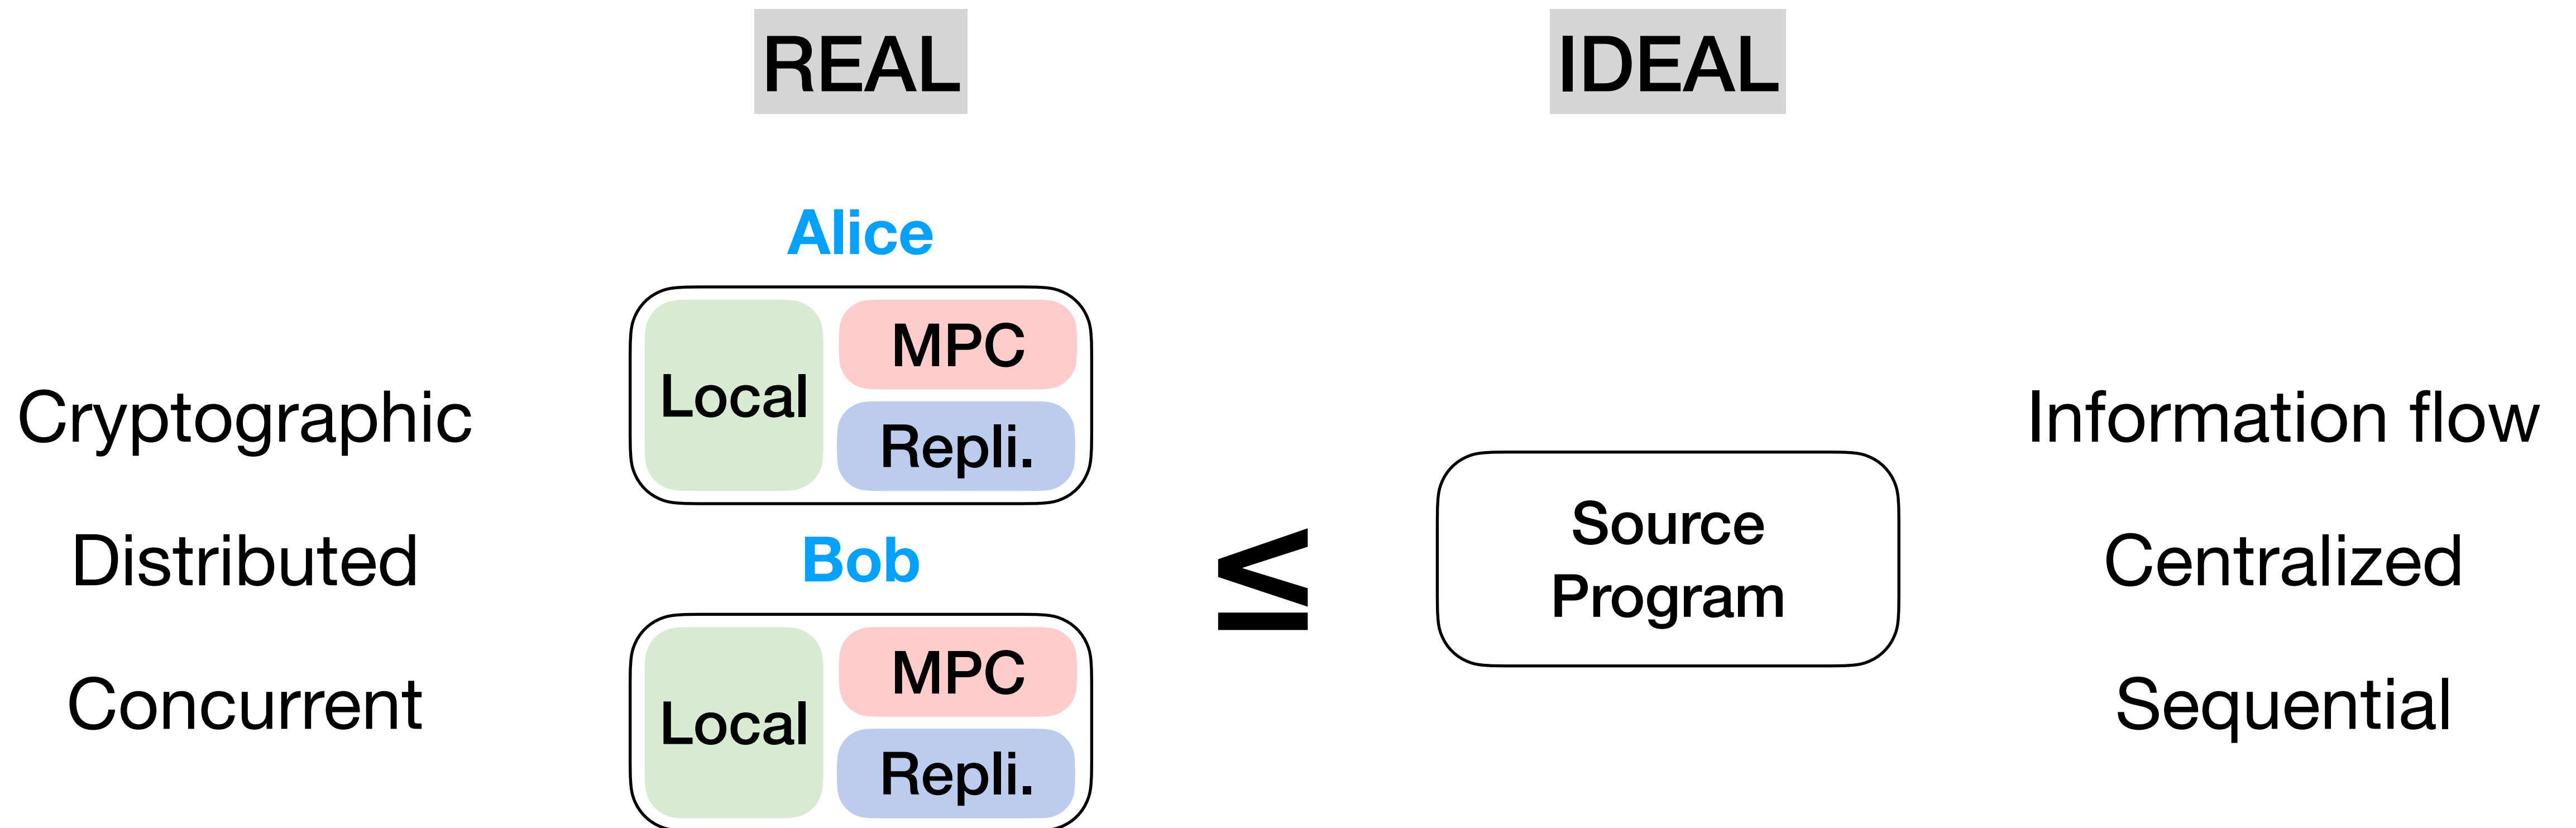 REAL
IDEAL
Cryptographic
Distributed
Concurrent
Alice
Local
MPC
Repli.
Bob
Local
MPC
Repli.
≤
Source
Program
Information flow
Centralized
Sequential